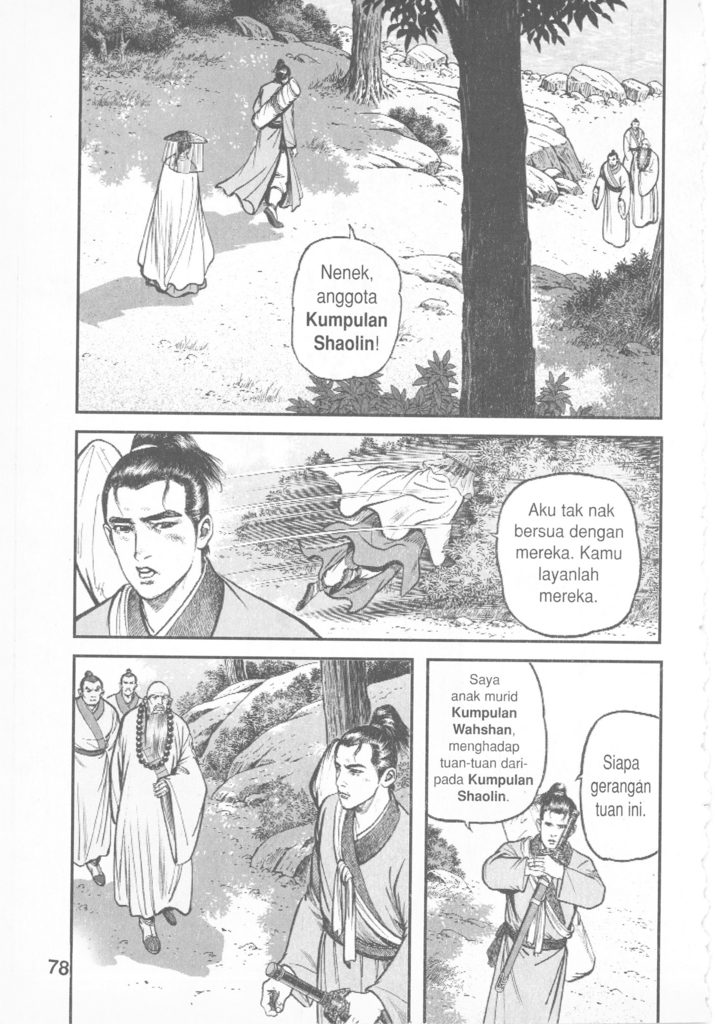 Nenek,
anggota
Kumpulan
Shaolin!
Aku tak nak
bersua dengan
mereka. Kamu
layanlah
mereka.
Saya
anak murid
Kumpulan
Wahshan,
menghadap
tuan-tuan dari-
pada Kumpulan
Shaolin.
Siapa
gerangan
tuan ini.
78